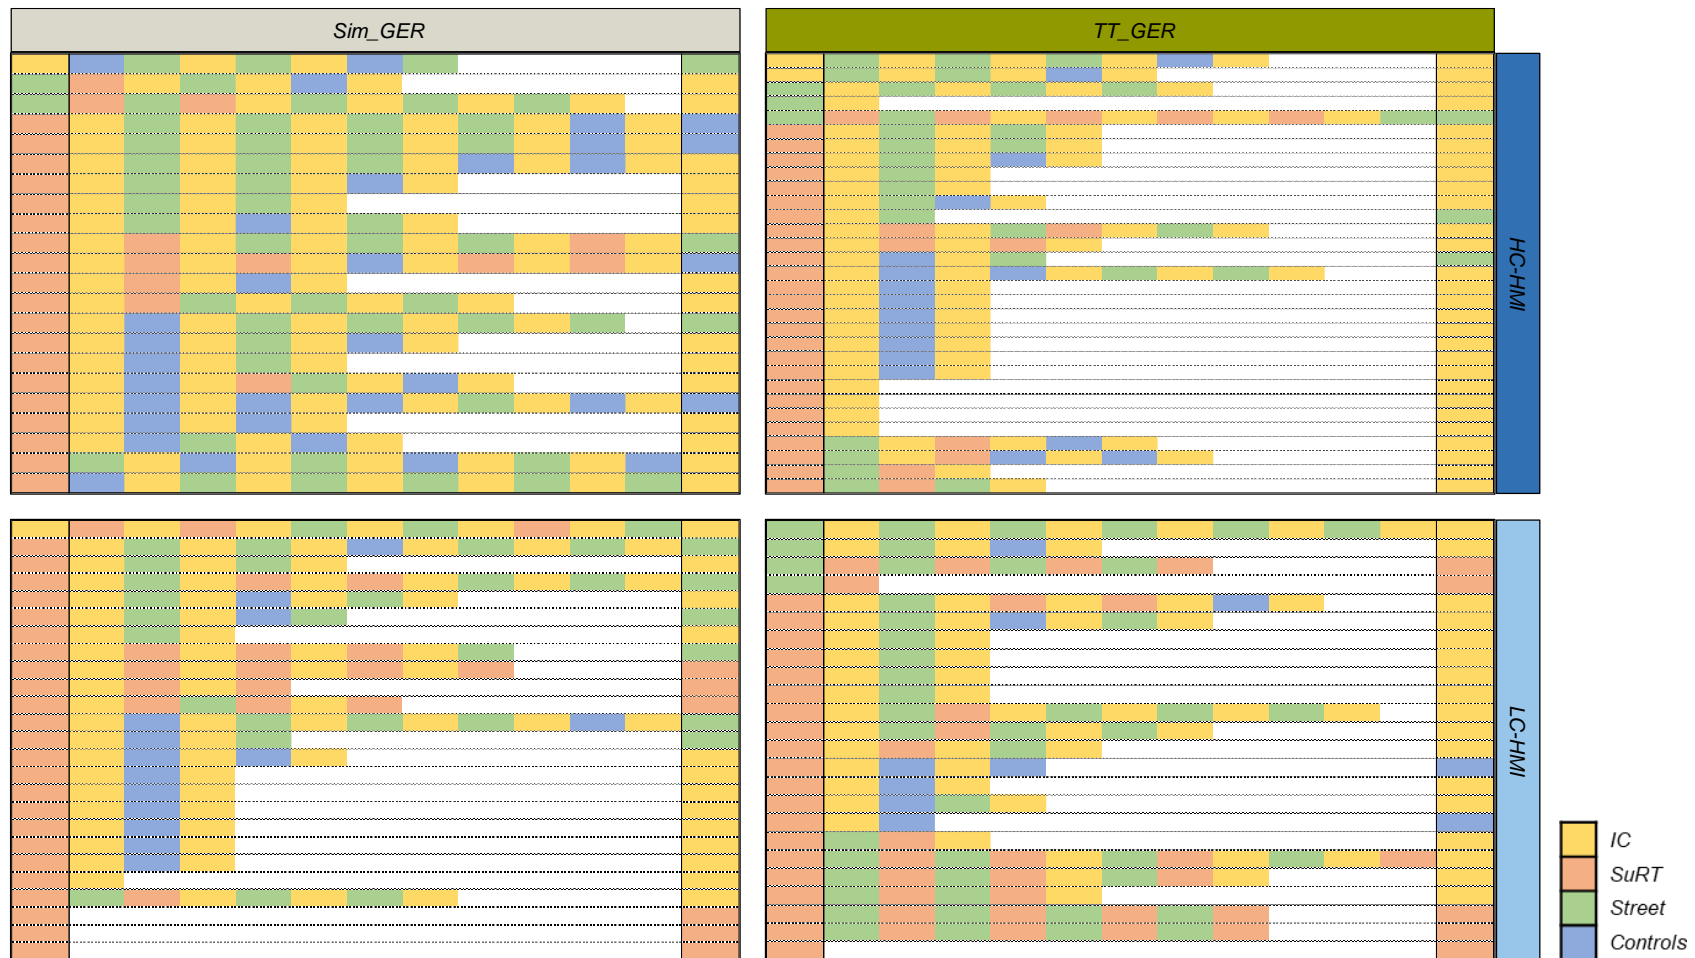 Sim_GER
TT_GER
HC-HMI
LC-HMI
IC
SuRT
Street
Controls